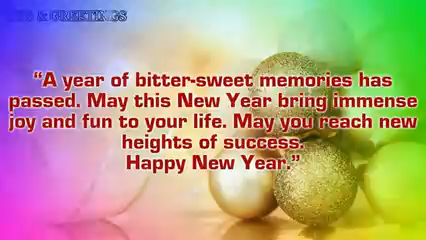 & GREETINGS
“A year of bitter-sweet memories has
passed. May this New Year bring immense
joy and fun to your life. May you reach new
heights of success.
Happy New Year.”